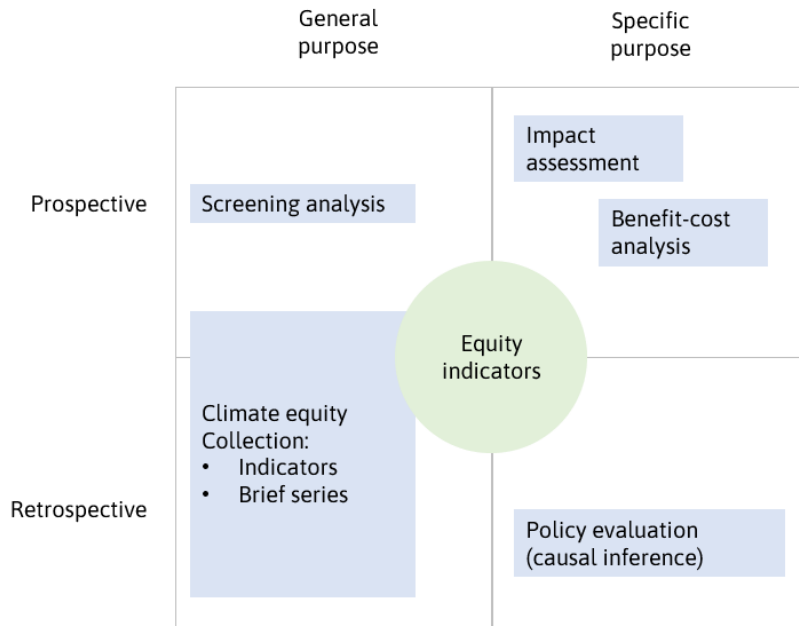 General
purpose
Specific
purpose
Prospective
Screening analysis
Impact
assessment
Benefit-cost
analysis
Equity
indicators
Retrospective
Climate equity
Collection:
• Indicators
• Brief series
Policy evaluation
(causal inference)